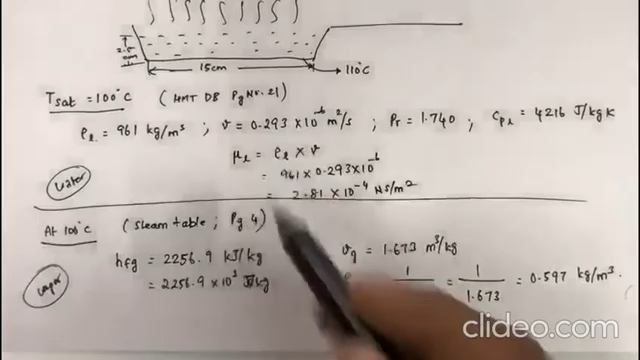 2.5
cm
15cm
110°C
Tsat = 100°C (HMT DB Pg Nr. 21)
ρl = 961 kg/m³ ; ν = 0.293 × 10⁻⁶ m²/s ; Pr = 1.740 ; Cpl = 4216 J/kg K
μl = ρl × ν
= 961 × 0.293 × 10⁻⁶
= 2.81 × 10⁻⁴ Ns/m²
Water
At 100°C (Steam table ; Pg 4)
hfg = 2256.9 kJ/kg
= 2256.9 × 10³ J/kg
Vapor
vg = 1.673 m³/kg
1/ = 1/1.673 = 0.597 kg/m³.
clideo.com